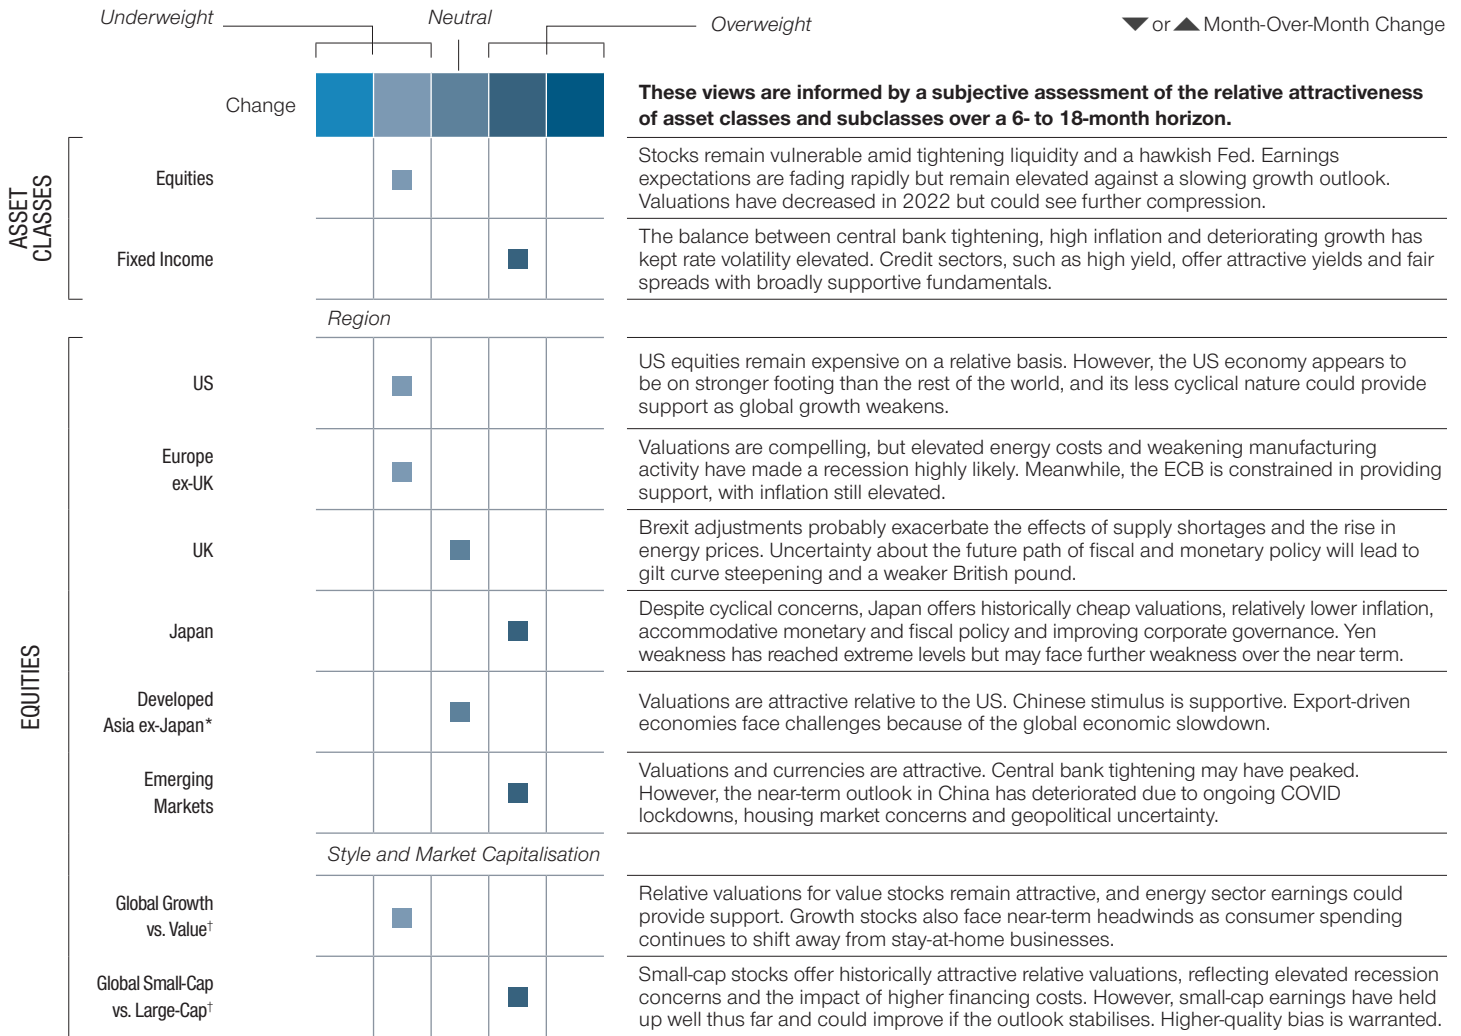 Underweight
Neutral
Overweight
▼ or ▲ Month-Over-Month Change
Change
These views are informed by a subjective assessment of the relative attractiveness
of asset classes and subclasses over a 6- to 18-month horizon.
ASSET
CLASSES
Equities
Stocks remain vulnerable amid tightening liquidity and a hawkish Fed. Earnings
expectations are fading rapidly but remain elevated against a slowing growth outlook.
Valuations have decreased in 2022 but could see further compression.
Fixed Income
The balance between central bank tightening, high inflation and deteriorating growth has
kept rate volatility elevated. Credit sectors, such as high yield, offer attractive yields and fair
spreads with broadly supportive fundamentals.
Region
EQUITIES
US
US equities remain expensive on a relative basis. However, the US economy appears to
be on stronger footing than the rest of the world, and its less cyclical nature could provide
support as global growth weakens.
Europe
ex-UK
Valuations are compelling, but elevated energy costs and weakening manufacturing
activity have made a recession highly likely. Meanwhile, the ECB is constrained in providing
support, with inflation still elevated.
UK
Brexit adjustments probably exacerbate the effects of supply shortages and the rise in
energy prices. Uncertainty about the future path of fiscal and monetary policy will lead to
gilt curve steepening and a weaker British pound.
Japan
Despite cyclical concerns, Japan offers historically cheap valuations, relatively lower inflation,
accommodative monetary and fiscal policy and improving corporate governance. Yen
weakness has reached extreme levels but may face further weakness over the near term.
Developed
Asia ex-Japan*
Valuations are attractive relative to the US. Chinese stimulus is supportive. Export-driven
economies face challenges because of the global economic slowdown.
Emerging
Markets
Valuations and currencies are attractive. Central bank tightening may have peaked.
However, the near-term outlook in China has deteriorated due to ongoing COVID
lockdowns, housing market concerns and geopolitical uncertainty.
Style and Market Capitalisation
Global Growth
vs. Value†
Relative valuations for value stocks remain attractive, and energy sector earnings could
provide support. Growth stocks also face near-term headwinds as consumer spending
continues to shift away from stay-at-home businesses.
Global Small-Cap
vs. Large-Cap†
Small-cap stocks offer historically attractive relative valuations, reflecting elevated recession
concerns and the impact of higher financing costs. However, small-cap earnings have held
up well thus far and could improve if the outlook stabilises. Higher-quality bias is warranted.